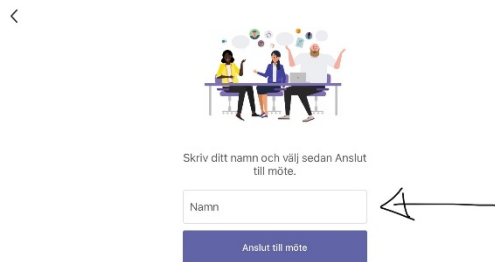 Skriv ditt namn och välj sedan Anslut
till möte.
Namn
Anslut till möte